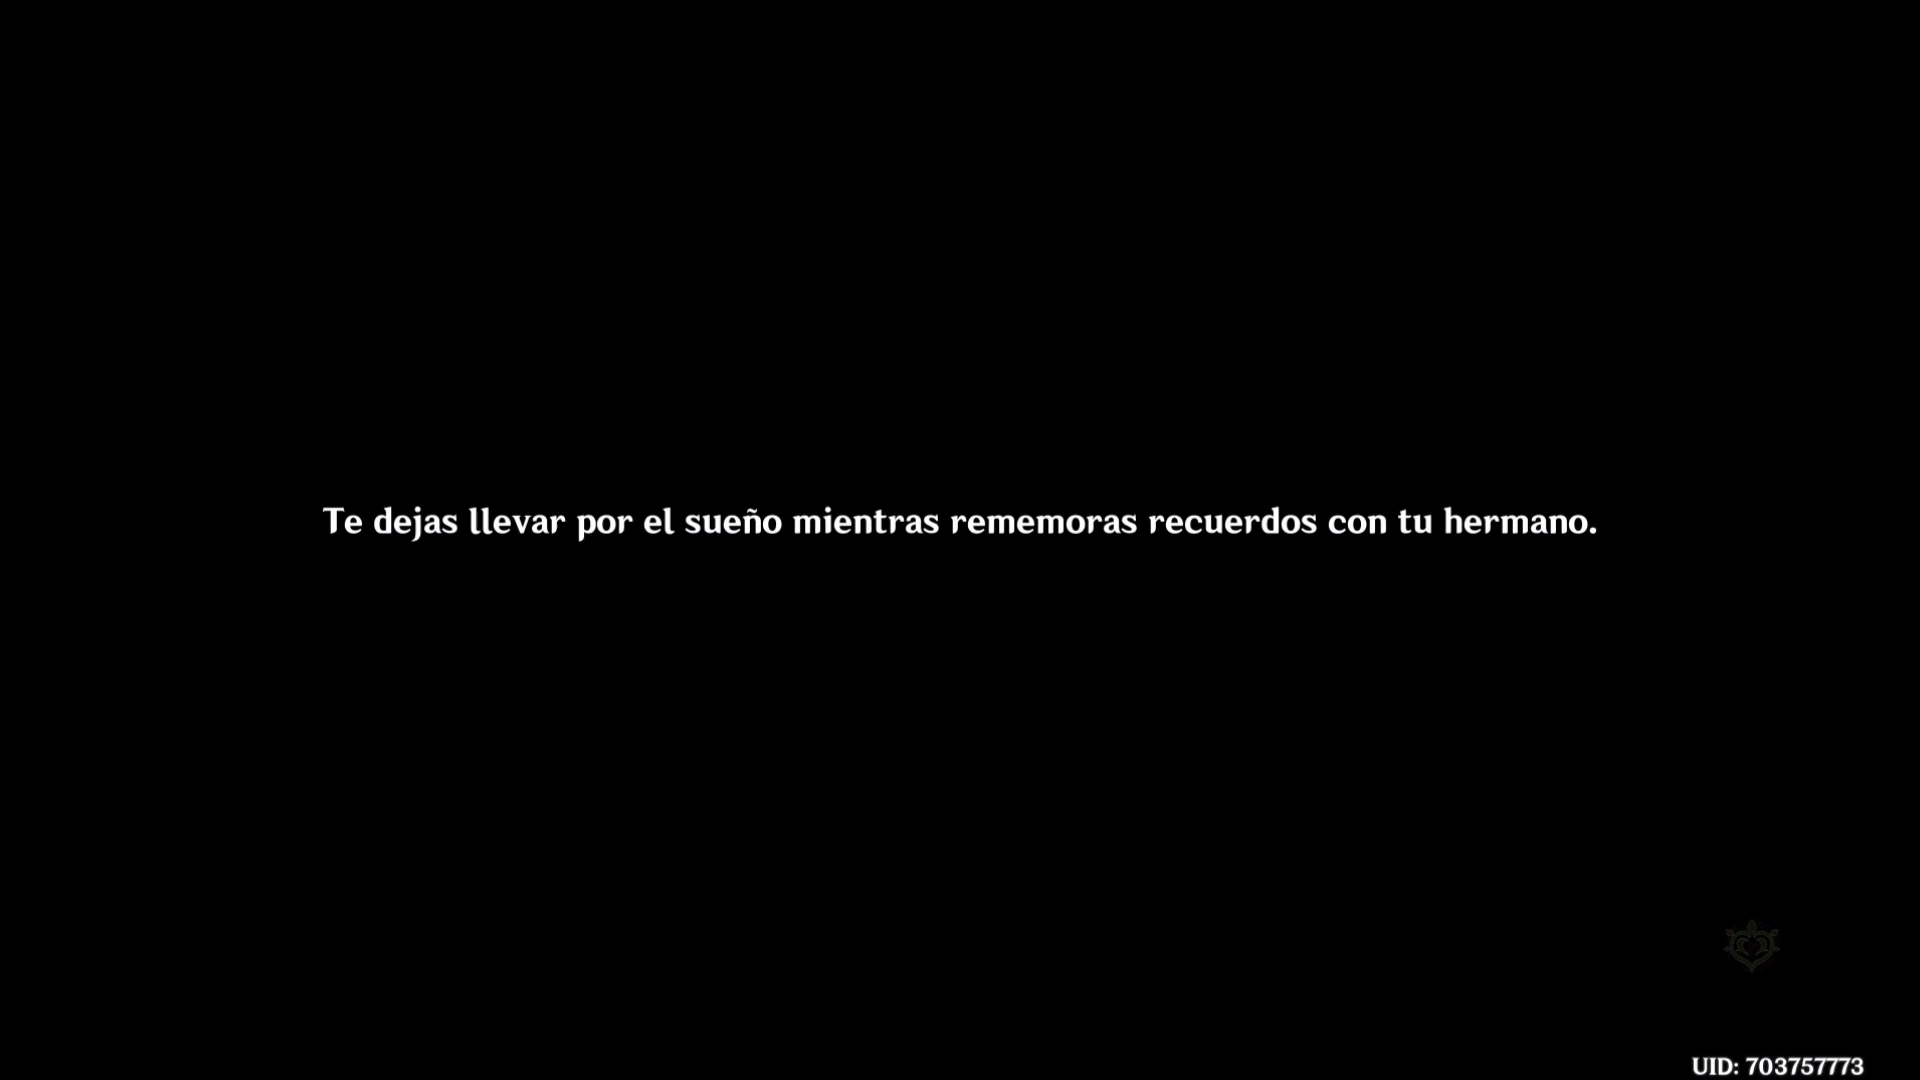 Te dejas llevar por el sueño mientras rememoras recuerdos con tu hermano.
UID: 703757773